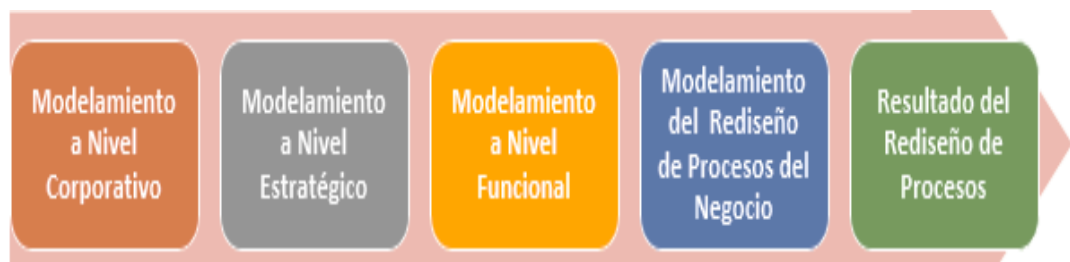 Modelamiento
a Nivel
Corporativo
Modelamiento
a Nivel
Estratégico
Modelamiento
a Nivel
Funcional
Modelamiento
del Rediseño
de Procesos del
Negocio
Resultado del
Rediseño de
Procesos